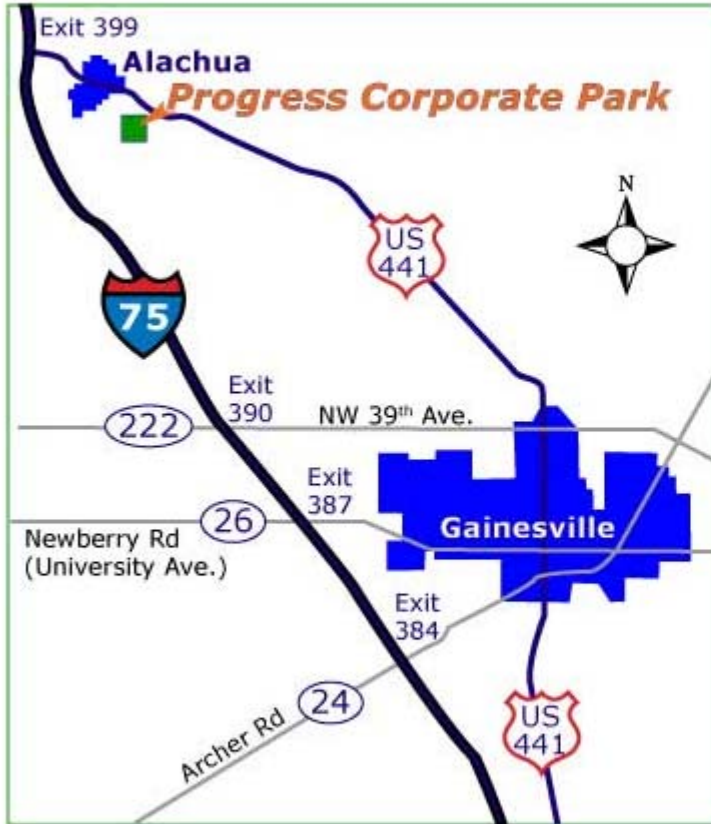 Exit 399
Alachua
Progress Corporate Park
N
US
441
75
Exit
390
NW 39th Ave.
222
Exit
387
26
Gainesville
Newberry Rd
(University Ave.)
Exit
384
24
Archer Rd
US
441